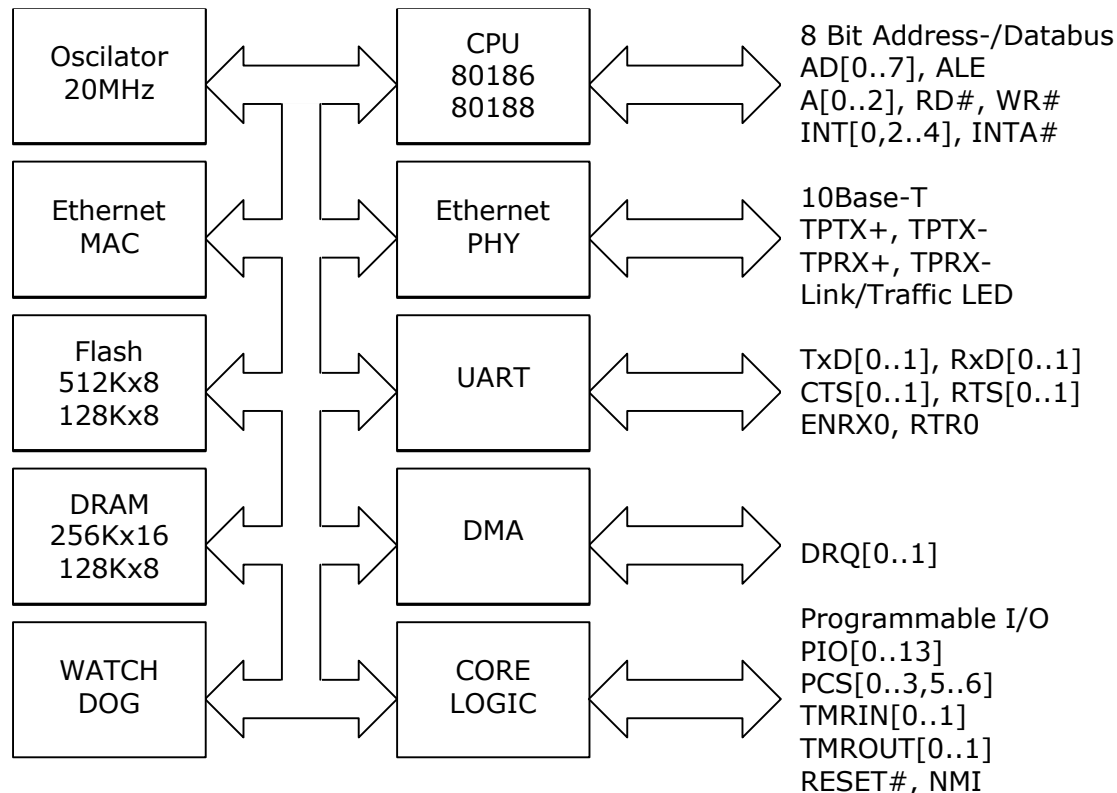 Oscilator
20MHz
CPU
80186
80188
8 Bit Address-/Databus
AD[0..7], ALE
A[0..2], RD#, WR#
INT[0,2..4], INTA#
Ethernet
MAC
Ethernet
PHY
10Base-T
TPTX+, TPTX-
TPRX+, TPRX-
Link/Traffic LED
Flash
512Kx8
128Kx8
UART
TxD[0..1], RxD[0..1]
CTS[0..1], RTS[0..1]
ENRX0, RTR0
DRAM
256Kx16
128Kx8
DMA
DRQ[0..1]
WATCH
DOG
CORE
LOGIC
Programmable I/O
PIO[0..13]
PCS[0..3,5..6]
TMRIN[0..1]
TMROUT[0..1]
RESET#, NMI